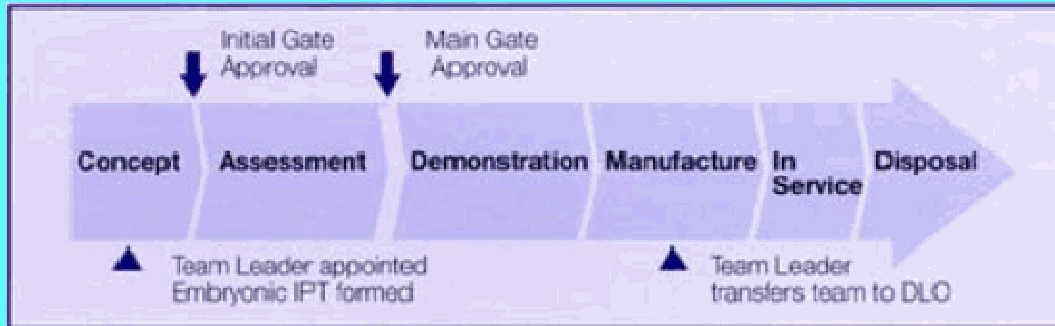 Initial Gate
Approval
Main Gate
Approval
Concept
Assessment
Demonstration
Manufacture
In
Service
Disposal
Team Leader appointed
Embryonic IPT formed
Team Leader
transfers team to DLO